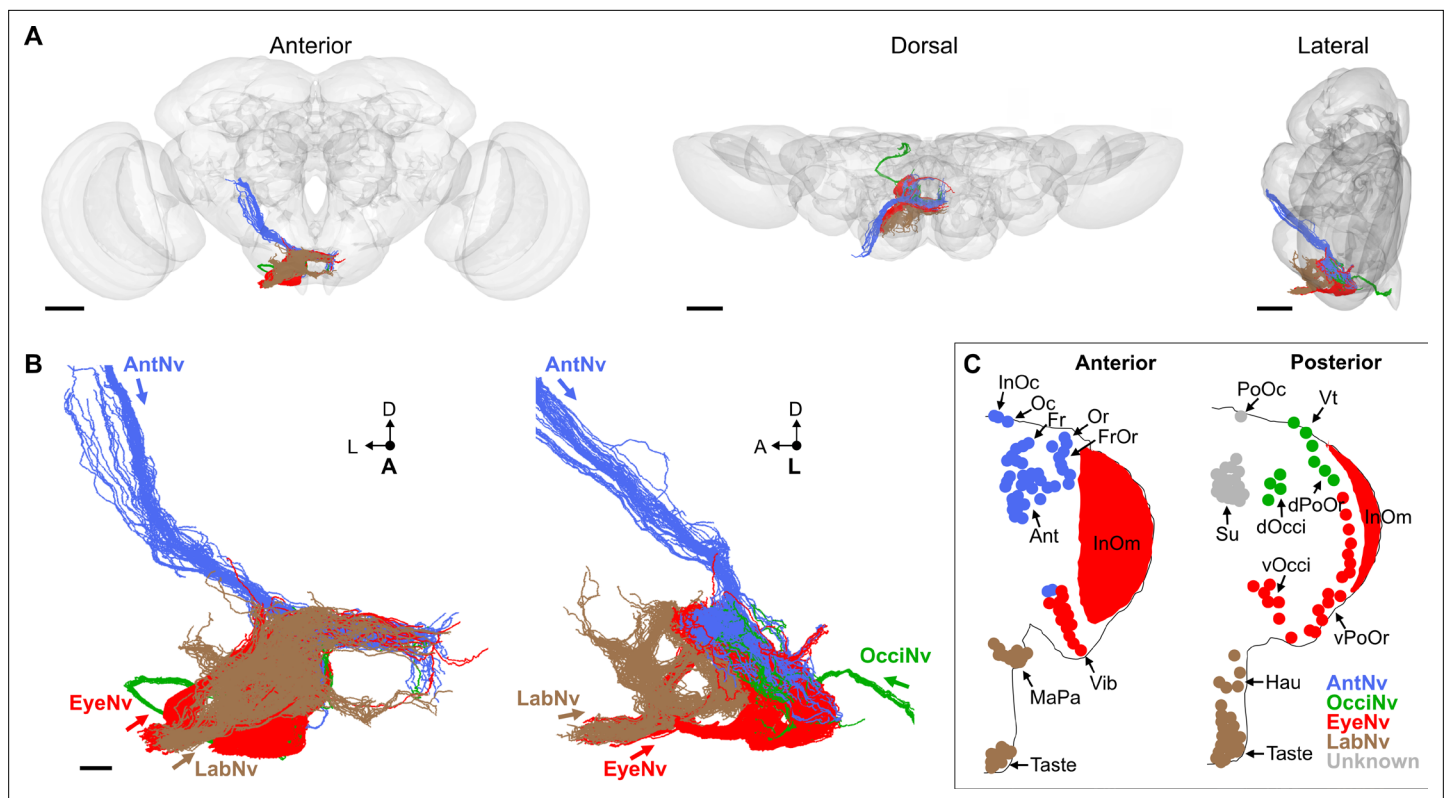 A
Anterior
Dorsal
Lateral
B
AntNv
D
L
A
EyeNv
LabNv
AntNv
D
A
L
OcciNv
LabNv
EyeNv
C
Anterior
Posterior
InOc
Oc
Fr
Or
FrOr
Ant
InOm
Vib
MaPa
Taste
PoOc
Vt
Su
dOcci
dPoOr
InOm
vOcci
vPoOr
Hau
Taste
AntNv
OcciNv
EyeNv
LabNv
Unknown